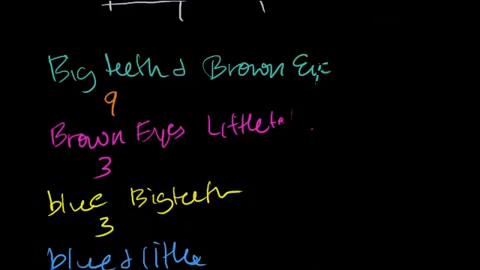 Big teeth & Brown Eye
9
Brown Eyes Little
3
blue Big teeth
3
blue & little